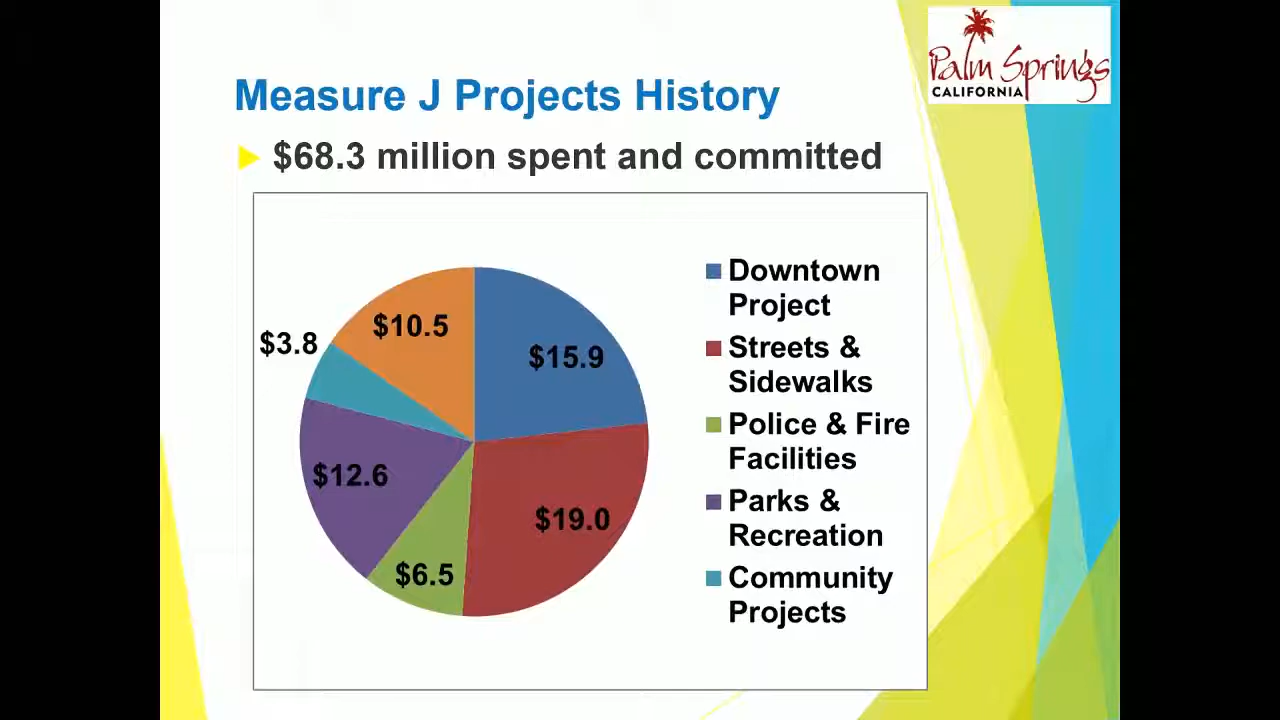 Palm Springs
CALIFORNIA
Measure J Projects History
$68.3 million spent and committed
$10.5
$3.8
$15.9
$12.6
$19.0
$6.5
Downtown
Project
Streets &
Sidewalks
Police & Fire
Facilities
Parks &
Recreation
Community
Projects